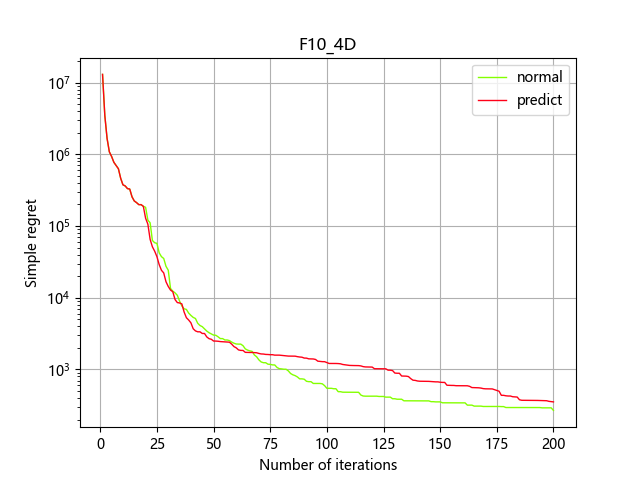 F10_4D
normal
predict
Simple regret
10^7
10^6
10^5
10^4
10^3
0 25 50 75 100 125 150 175 200
Number of iterations